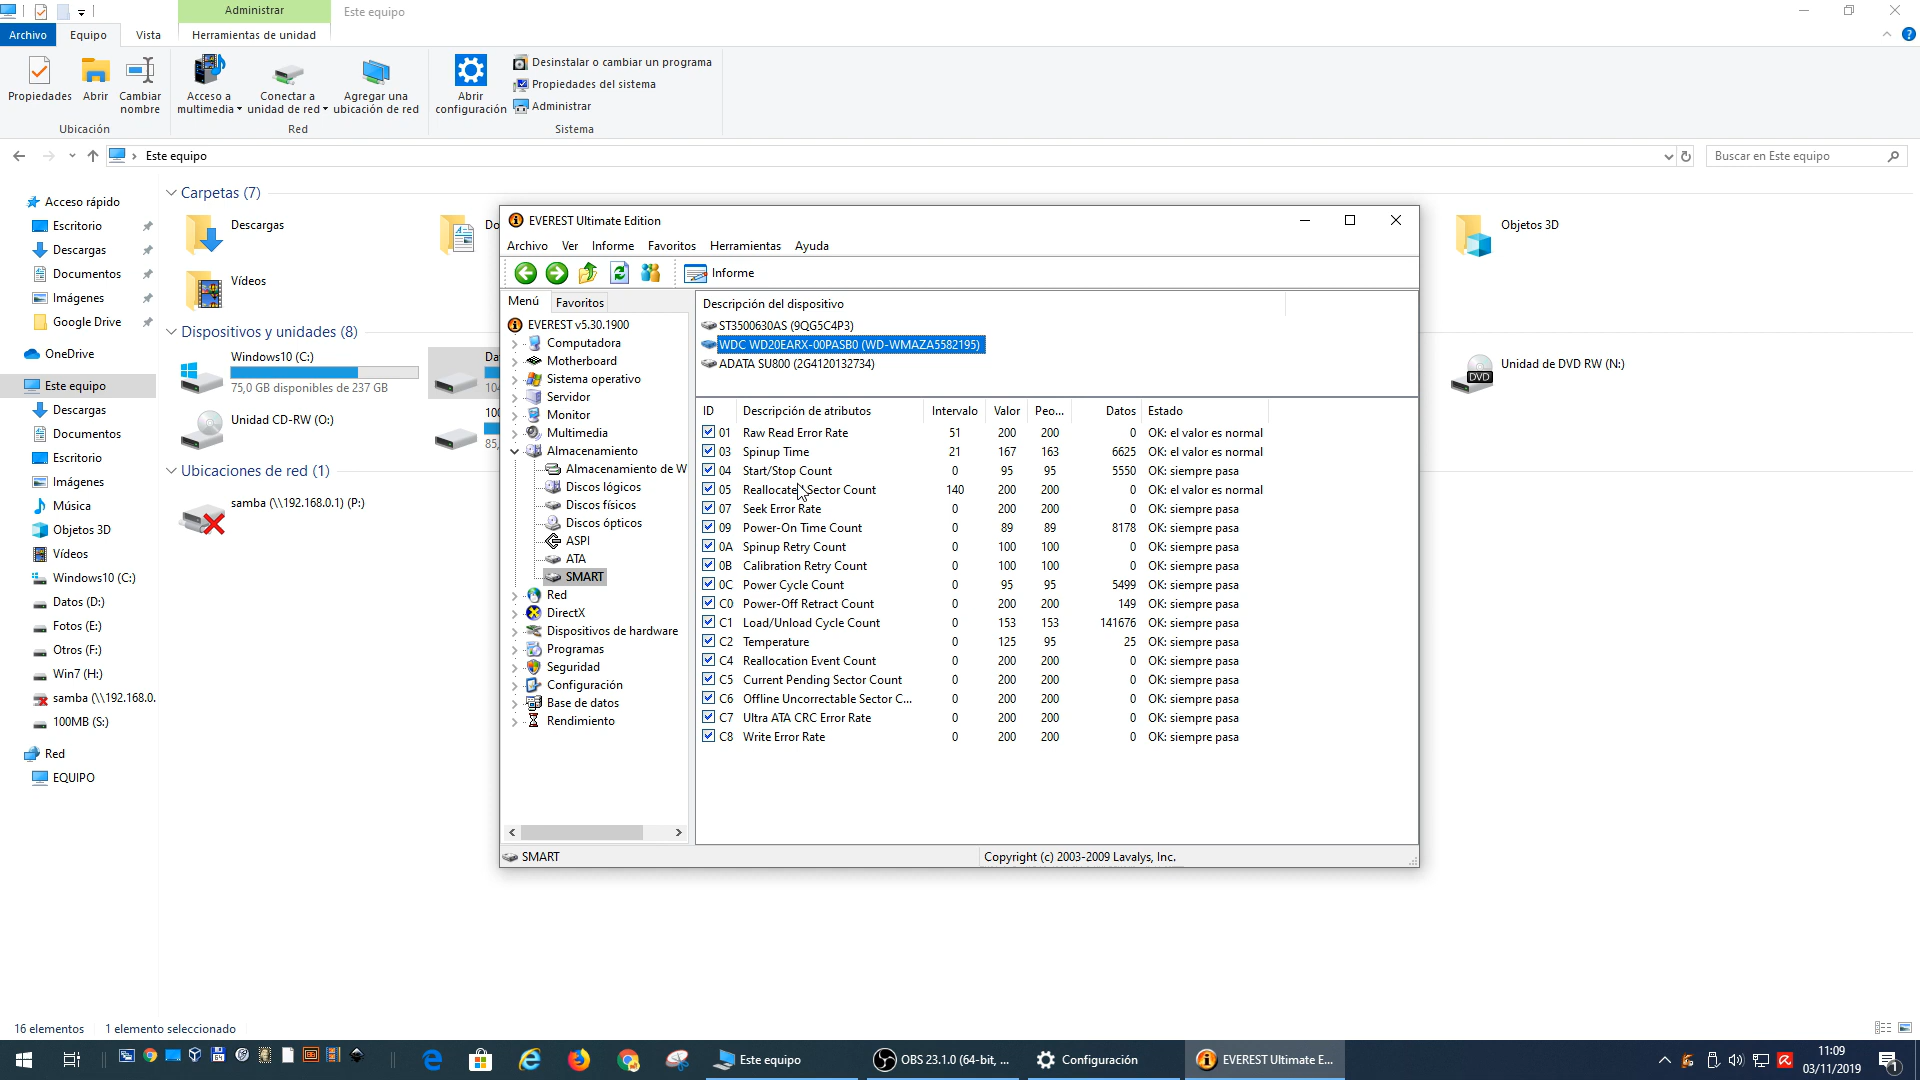 Administrar
Este equipo
Archivo
Equipo
Vista
Herramientas de unidad
Propiedades
Abrir
Cambiar
nombre
Ubicación
Acceso a
multimedia
Conectar a
unidad de red
Agregar una
ubicación de red
Red
Abrir
configuración
Desinstalar o cambiar un programa
Propiedades del sistema
Administrar
Sistema
Este equipo
Buscar en Este equipo
Acceso rápido
Escritorio
Descargas
Documentos
Imágenes
Google Drive
OneDrive
Este equipo
Descargas
Documentos
Escritorio
Imágenes
Música
Objetos 3D
Vídeos
Windows10 (C:)
Datos (D:)
Fotos (E:)
Otros (F:)
Win7 (H:)
samba (\\192.168.0.
100MB (S:)
Red
EQUIPO
Carpetas (7)
Descargas
Do
Objetos 3D
Vídeos
Dispositivos y unidades (8)
Windows10 (C:)
75,0 GB disponibles de 237 GB
Da
104
Unidad de DVD RW (N:)
DVD
Unidad CD-RW (O:)
100
85,
Ubicaciones de red (1)
samba (\\192.168.0.1) (P:)
EVEREST Ultimate Edition
Archivo Ver Informe Favoritos Herramientas Ayuda
Informe
Menú
Favoritos
EVEREST v5.30.1900
Computadora
Motherboard
Sistema operativo
Servidor
Monitor
Multimedia
Almacenamiento
Almacenamiento de W
Discos lógicos
Discos físicos
Discos ópticos
ASPI
ATA
SMART
Red
DirectX
Dispositivos de hardware
Programas
Seguridad
Configuración
Base de datos
Rendimiento
Descripción del dispositivo
ST3500630AS (9QG5C4P3)
WDC WD20EARX-00PASB0 (WD-WMAZA5582195)
ADATA SU800 (2G4120132734)
ID Descripción de atributos Intervalo Valor Peo... Datos Estado
01 Raw Read Error Rate 51 200 200 0 OK: el valor es normal
03 Spinup Time 21 167 163 6625 OK: el valor es normal
04 Start/Stop Count 0 95 95 5550 OK: siempre pasa
05 Reallocated Sector Count 140 200 200 0 OK: el valor es normal
07 Seek Error Rate 0 200 200 0 OK: siempre pasa
09 Power-On Time Count 0 89 89 8178 OK: siempre pasa
0A Spinup Retry Count 0 100 100 0 OK: siempre pasa
0B Calibration Retry Count 0 100 100 0 OK: siempre pasa
0C Power Cycle Count 0 95 95 5499 OK: siempre pasa
C0 Power-Off Retract Count 0 200 200 149 OK: siempre pasa
C1 Load/Unload Cycle Count 0 153 153 141676 OK: siempre pasa
C2 Temperature 0 125 95 25 OK: siempre pasa
C4 Reallocation Event Count 0 200 200 0 OK: siempre pasa
C5 Current Pending Sector Count 0 200 200 0 OK: siempre pasa
C6 Offline Uncorrectable Sector C... 0 200 200 0 OK: siempre pasa
C7 Ultra ATA CRC Error Rate 0 200 200 0 OK: siempre pasa
C8 Write Error Rate 0 200 200 0 OK: siempre pasa
SMART
Copyright (c) 2003-2009 Lavalys, Inc.
16 elementos
1 elemento seleccionado
Este equipo
OBS 23.1.0 (64-bit, ...
Configuración
EVEREST Ultimate E...
11:09
03/11/2019
1